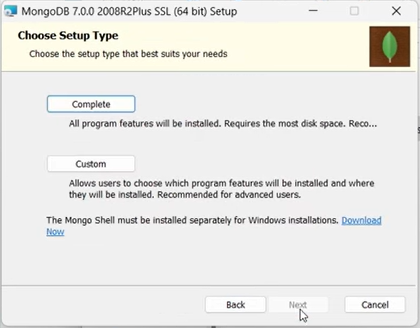 MongoDB 7.0.0 2008R2Plus SSL (64 bit) Setup
Choose Setup Type
Choose the setup type that best suits your needs
Complete
All program features will be installed. Requires the most disk space. Reco...
Custom
Allows users to choose which program features will be installed and where
they will be installed. Recommended for advanced users.
The Mongo Shell must be installed separately for Windows installations. Download
Now
Back Next Cancel